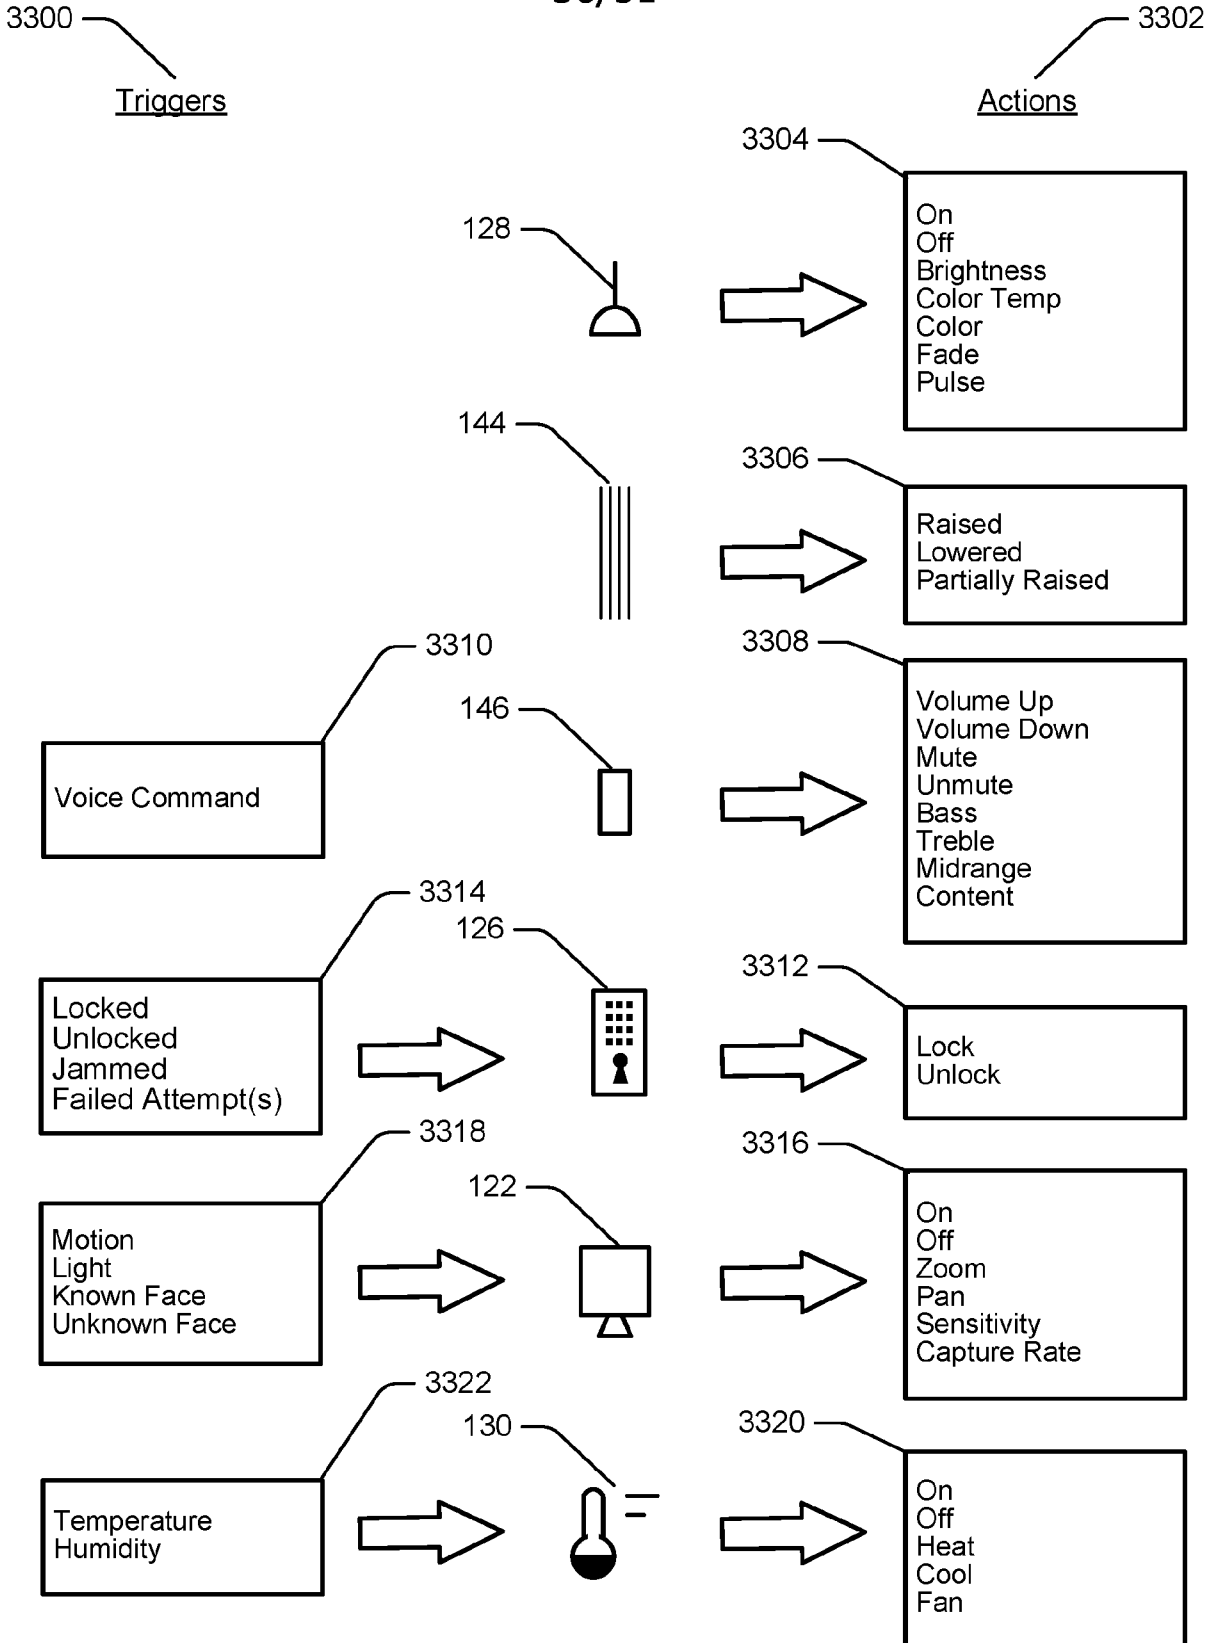 3300
3302
Triggers
Actions
3304
On
Off
Brightness
Color Temp
Color
Fade
Pulse
128
144
3306
Raised
Lowered
Partially Raised
3310
Voice Command
146
3308
Volume Up
Volume Down
Mute
Unmute
Bass
Treble
Midrange
Content
3314
Locked
Unlocked
Jammed
Failed Attempt(s)
126
3312
Lock
Unlock
3318
Motion
Light
Known Face
Unknown Face
122
3316
On
Off
Zoom
Pan
Sensitivity
Capture Rate
3322
Temperature
Humidity
130
3320
On
Off
Heat
Cool
Fan